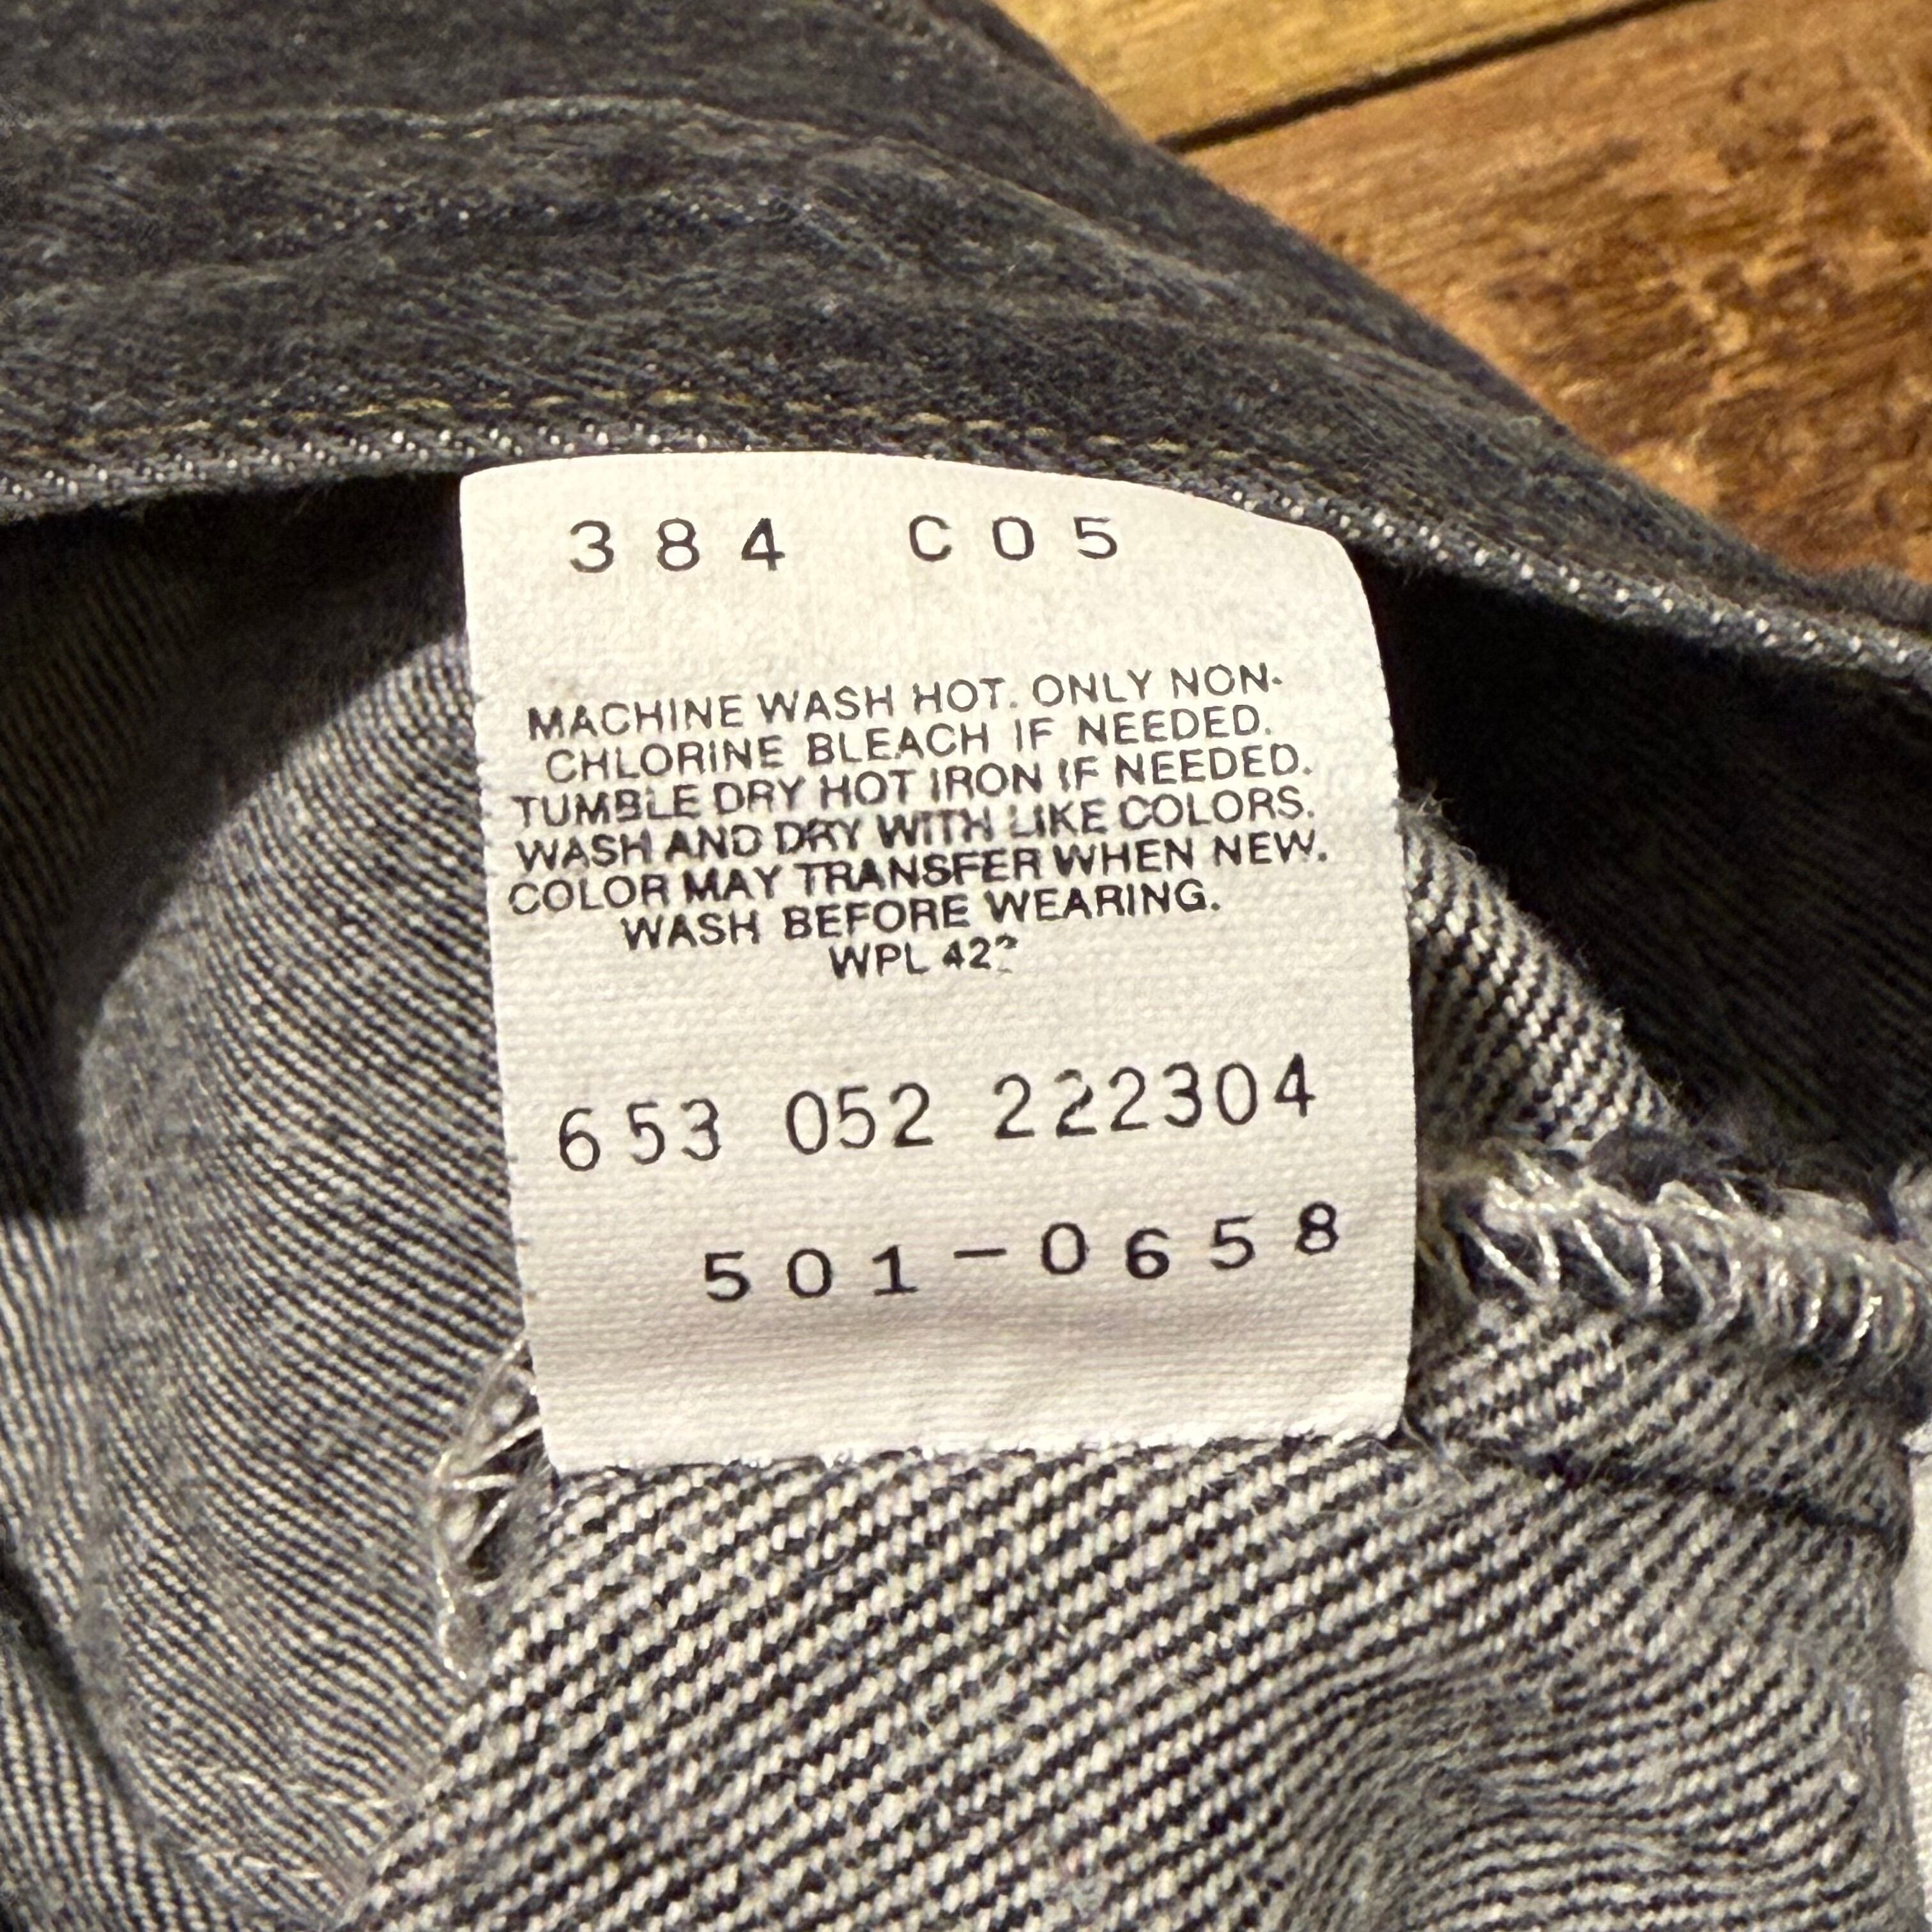 384 C05
MACHINE WASH HOT. ONLY NON-
CHLORINE BLEACH IF NEEDED.
TUMBLE DRY HOT IRON IF NEEDED.
WASH AND DRY WITH LIKE COLORS.
COLOR MAY TRANSFER WHEN NEW.
WASH BEFORE WEARING.
WPL
653 052 222304
501-0658